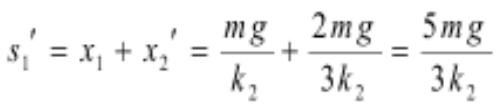 s₁′ = x₁ + x₂′ = mg/k₂ + 2mg/3k₂ = 5mg/3k₂